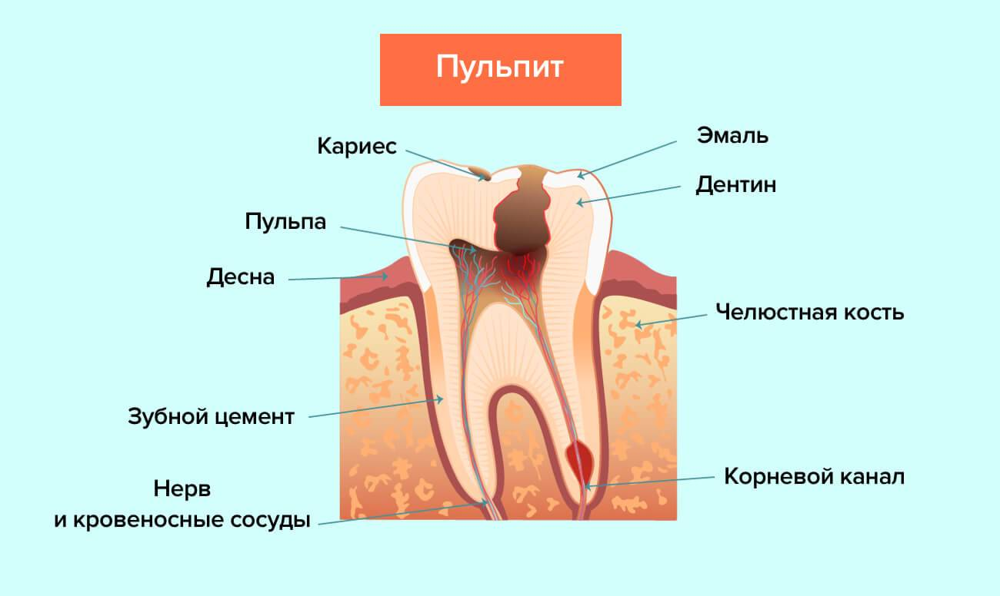 Пульпит
Кариес
Эмаль
Дентин
Пульпа
Десна
Челюстная кость
Зубной цемент
Корневой канал
Нерв
и кровеносные сосуды